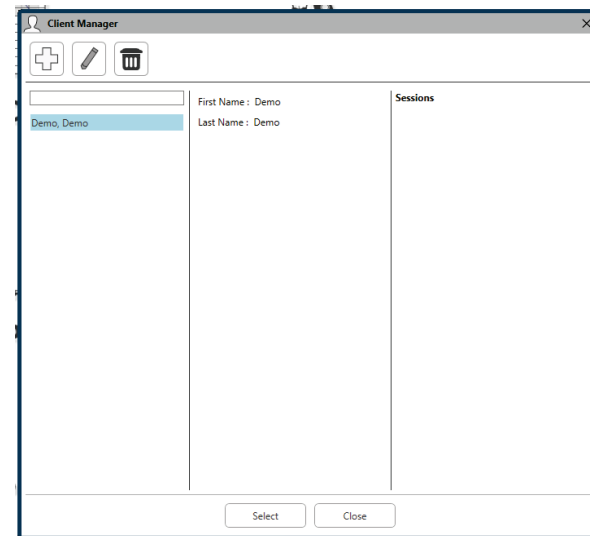 Client Manager
Demo, Demo
First Name : Demo
Last Name : Demo
Sessions
Select
Close